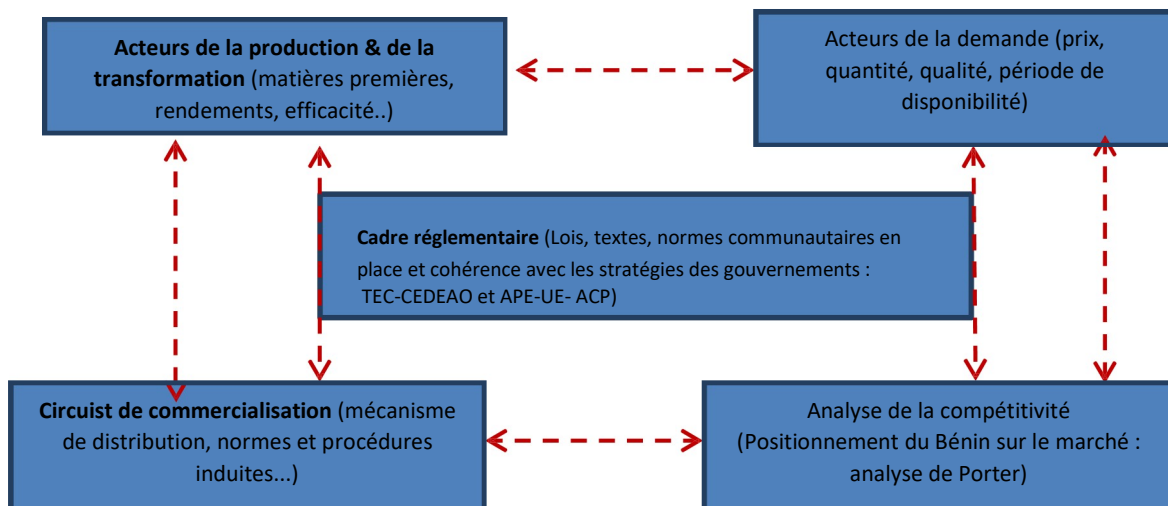 Acteurs de la production & de la
transformation (matières premières,
rendements, efficacité..)
Acteurs de la demande (prix,
quantité, qualité, période de
disponibilité)
Cadre réglementaire (Lois, textes, normes communautaires en
place et cohérence avec les stratégies des gouvernements :
TEC-CEDEAO et APE-UE- ACP)
Circuist de commercialisation (mécanisme
de distribution, normes et procédures
induites...)
Analyse de la compétitivité
(Positionnement du Bénin sur le marché :
analyse de Porter)